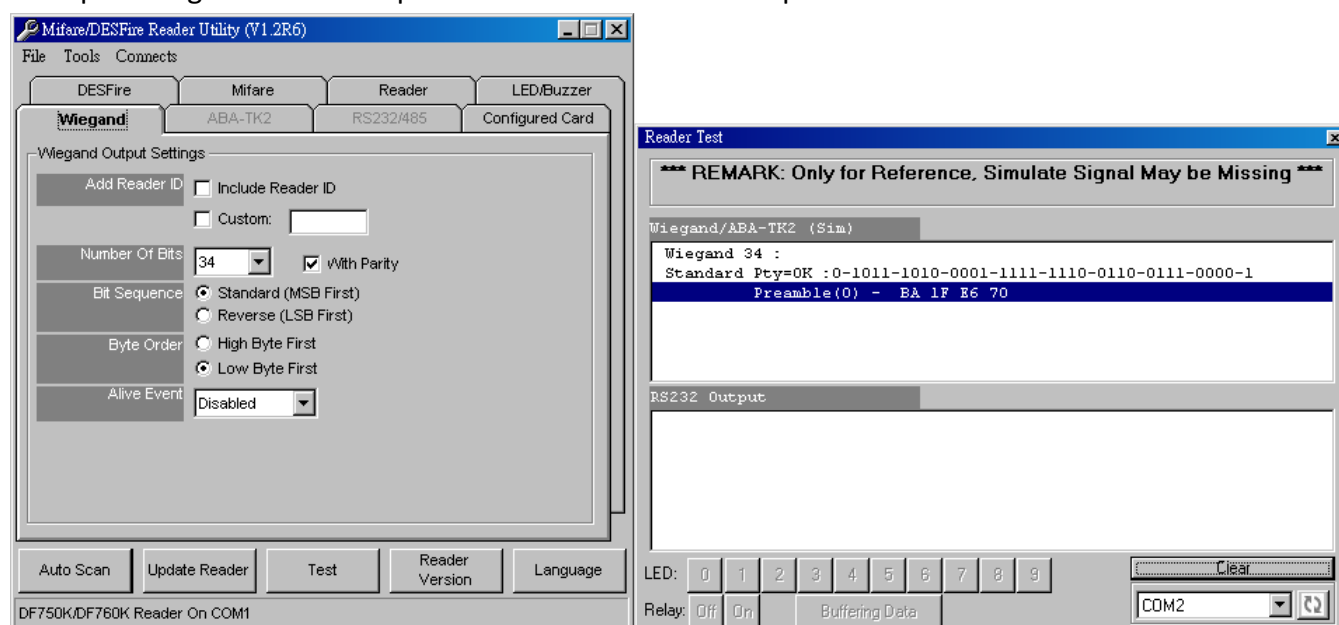 Mifare/DESFire Reader Utility (V1.2R6)
File Tools Connects
DESFire Mifare Reader LED/Buzzer
Wiegand ABA-TK2 RS232/485 Configured Card
Wiegand Output Settings
Add Reader ID Include Reader ID
Custom:
Number Of Bits 34 With Parity
Bit Sequence Standard (MSB First)
Reverse (LSB First)
Byte Order High Byte First
Low Byte First
Alive Event Disabled
Auto Scan Update Reader Test Reader Version Language
DF750K/DF760K Reader On COM1
Reader Test
*** REMARK: Only for Reference, Simulate Signal May be Missing ***
Wiegand/ABA-TK2 (Sim)
Wiegand 34 :
Standard Pty=OK :0-1011-1010-0001-1111-1110-0110-0111-0000-1
Preamble(0) - BA 1F E6 70
RS232 Output
LED: 0 1 2 3 4 5 6 7 8 9 Clear
Relay: Off On Buffering Data COM2